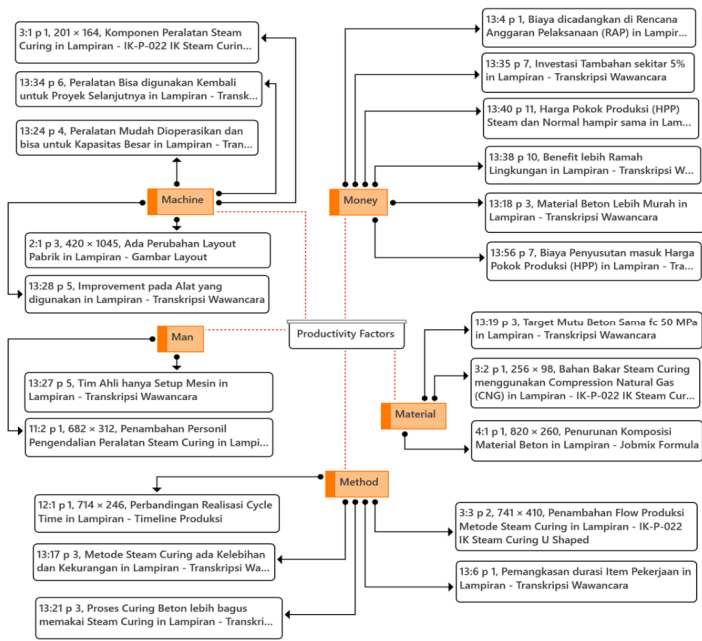 3:1 p 1, 201 × 164, Komponen Peralatan Steam
Curing in Lampiran - IK-P-022 IK Steam Curin...
13:34 p 6, Peralatan Bisa digunakan Kembali
untuk Proyek Selanjutnya in Lampiran - Transk...
13:24 p 4, Peralatan Mudah Dioperasikan dan
bisa untuk Kapasitas Besar in Lampiran - Tran...
Machine
2:1 p 3, 420 × 1045, Ada Perubahan Layout
Pabrik in Lampiran - Gambar Layout
13:28 p 5, Improvement pada Alat yang
digunakan in Lampiran - Transkripsi Wawancara
13:4 p 1, Biaya dicadangkan di Rencana
Anggaran Pelaksanaan (RAP) in Lampir...
13:35 p 7, Investasi Tambahan sekitar 5%
in Lampiran - Transkripsi Wawancara
13:40 p 11, Harga Pokok Produksi (HPP)
Steam dan Normal hampir sama in Lam...
13:38 p 10, Benefit lebih Ramah
Lingkungan in Lampiran - Transkripsi W...
Money
13:18 p 3, Material Beton Lebih Murah in
Lampiran - Transkripsi Wawancara
13:56 p 7, Biaya Penyusutan masuk Harga
Pokok Produksi (HPP) in Lampiran - Tra...
Productivity Factors
Man
13:27 p 5, Tim Ahli hanya Setup Mesin in
Lampiran - Transkripsi Wawancara
11:2 p 1, 682 × 312, Penambahan Personil
Pengendalian Peralatan Steam Curing in Lampi...
13:19 p 3, Target Mutu Beton Sama fc 50 MPa
in Lampiran - Transkripsi Wawancara
3:2 p 1, 256 × 98, Bahan Bakar Steam Curing
menggunakan Compression Natural Gas
(CNG) in Lampiran - IK-P-022 IK Steam Cur...
Material
4:1 p 1, 820 × 260, Penurunan Komposisi
Material Beton in Lampiran - Jobmix Formula
Method
12:1 p 1, 714 × 246, Perbandingan Realisasi Cycle
Time in Lampiran - Timeline Produksi
13:17 p 3, Metode Steam Curing ada Kelebihan
dan Kekurangan in Lampiran - Transkripsi Wa...
13:21 p 3, Proses Curing Beton lebih bagus
memakai Steam Curing in Lampiran - Transkri...
3:3 p 2, 741 × 410, Penambahan Flow Produksi
Metode Steam Curing in Lampiran - IK-P-022
IK Steam Curing U Shaped
13:6 p 1, Pemangkasan durasi Item Pekerjaan in
Lampiran - Transkripsi Wawancara